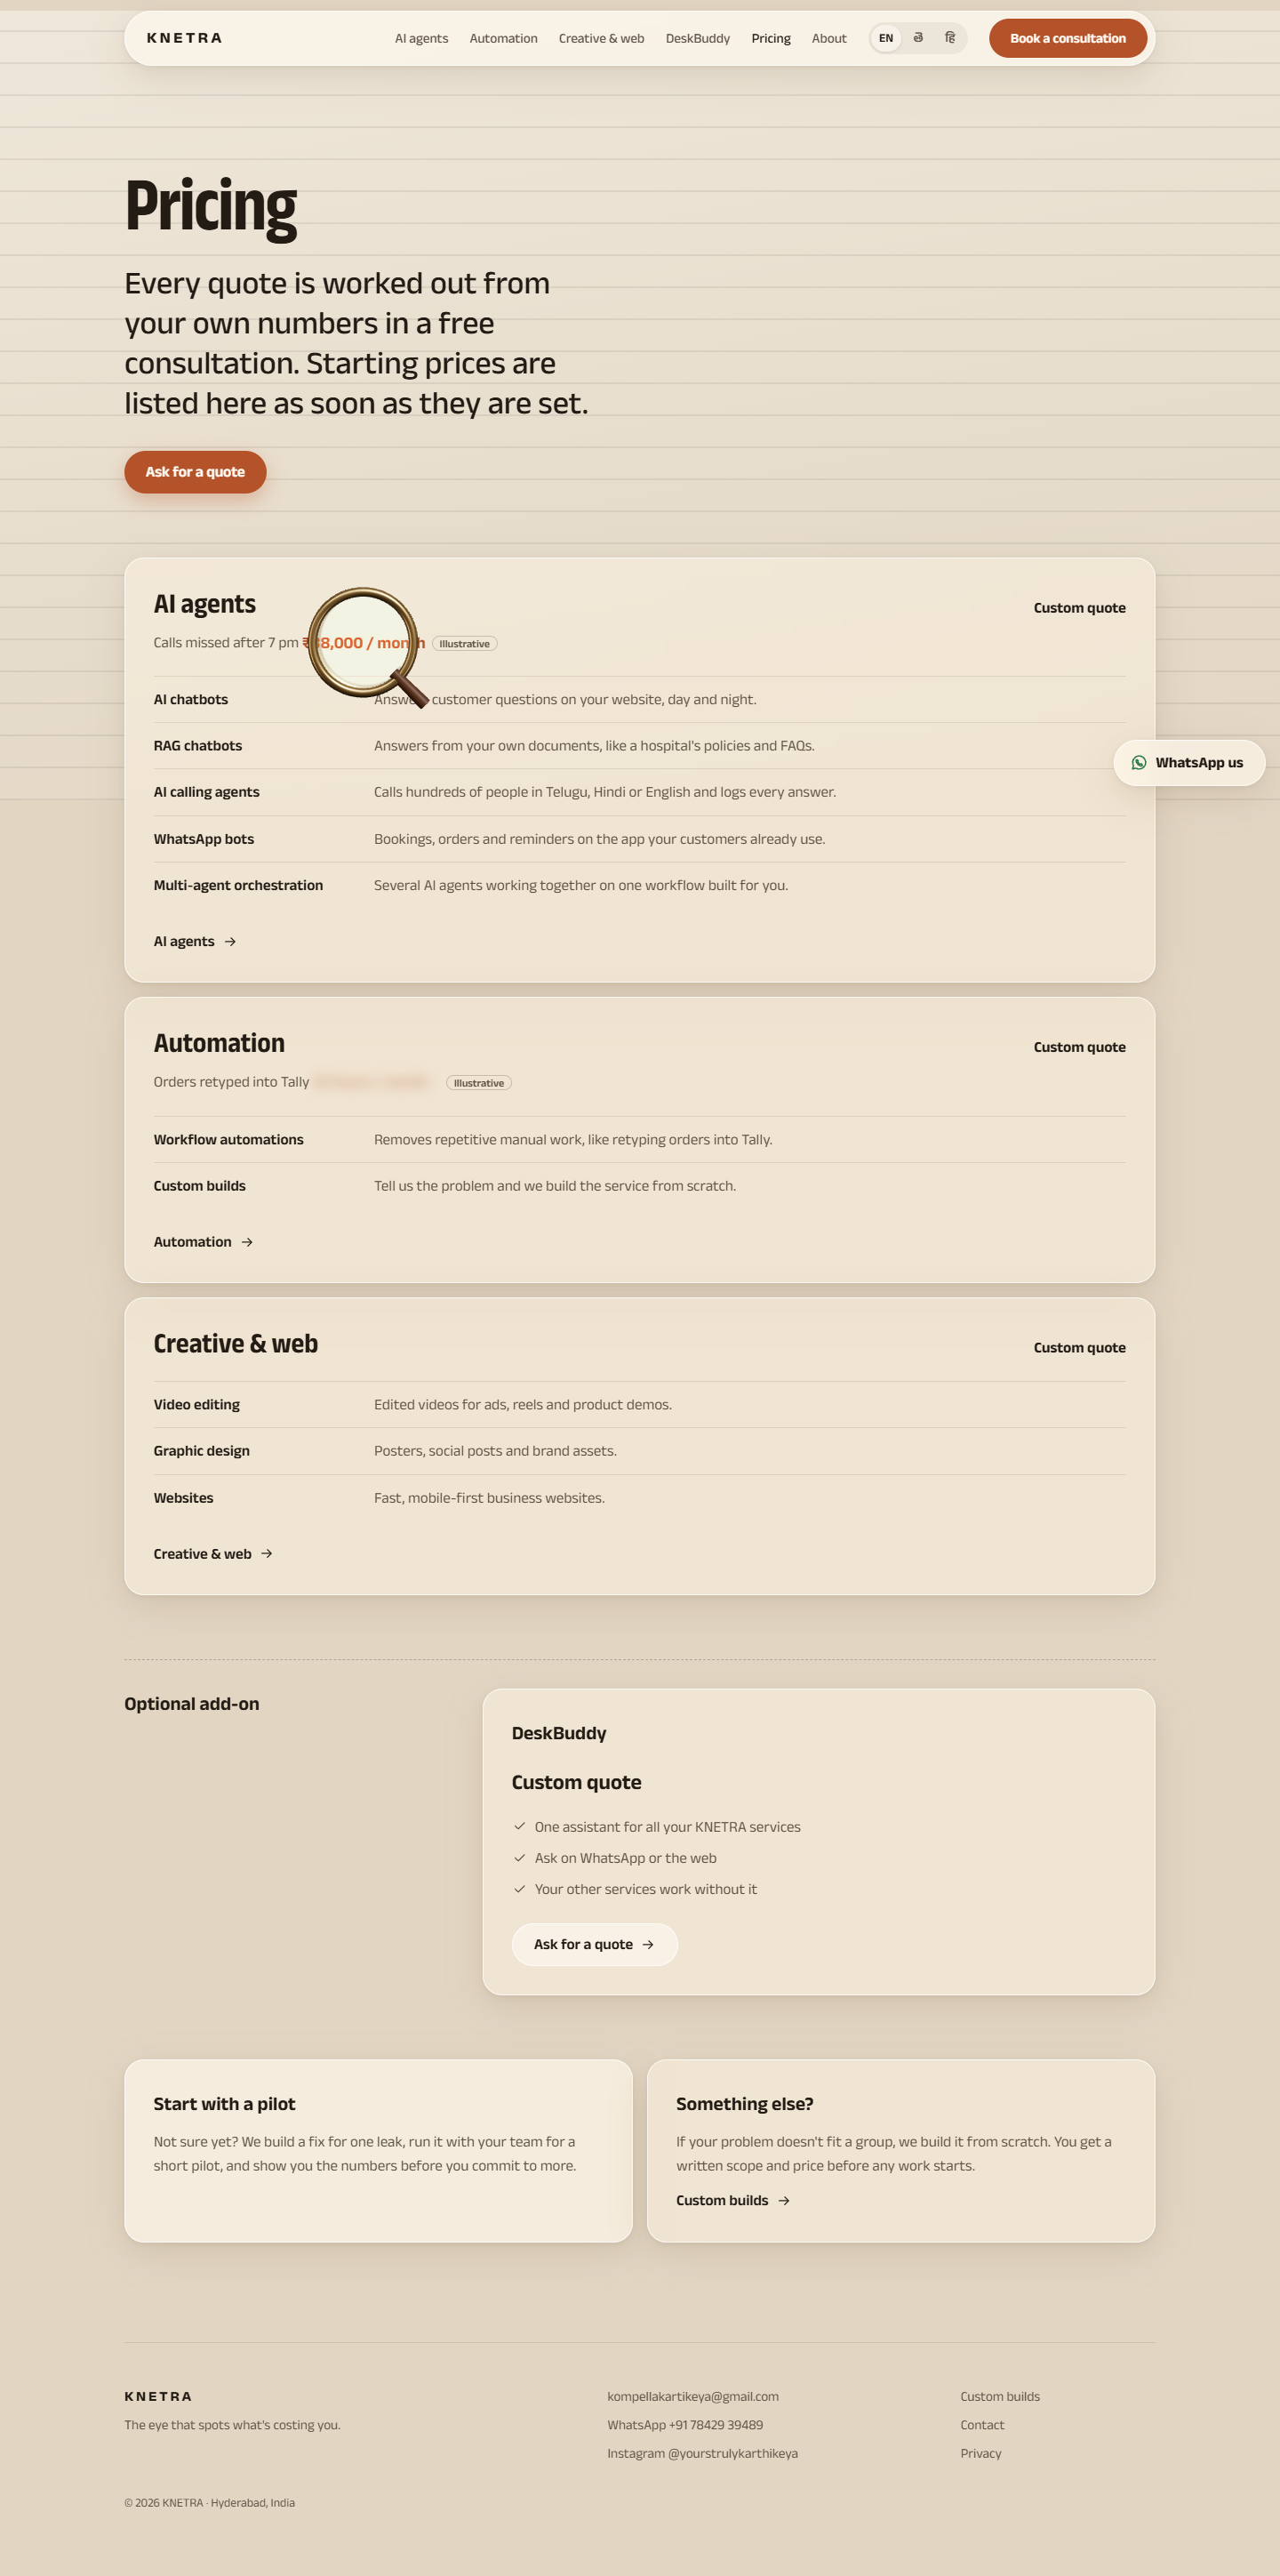 KNETRA
AI agents
Automation
Creative & web
DeskBuddy
Pricing
About
EN
తె
हि
Book a consultation
Pricing
Every quote is worked out from
your own numbers in a free
consultation. Starting prices are
listed here as soon as they are set.
Ask for a quote
AI agents
Custom quote
Calls missed after 7 pm ₹38,000 / month Illustrative
AI chatbots
Answer customer questions on your website, day and night.
RAG chatbots
Answers from your own documents, like a hospital's policies and FAQs.
WhatsApp us
AI calling agents
Calls hundreds of people in Telugu, Hindi or English and logs every answer.
WhatsApp bots
Bookings, orders and reminders on the app your customers already use.
Multi-agent orchestration
Several AI agents working together on one workflow built for you.
AI agents →
Automation
Custom quote
Orders retyped into Tally
Illustrative
Workflow automations
Removes repetitive manual work, like retyping orders into Tally.
Custom builds
Tell us the problem and we build the service from scratch.
Automation →
Creative & web
Custom quote
Video editing
Edited videos for ads, reels and product demos.
Graphic design
Posters, social posts and brand assets.
Websites
Fast, mobile-first business websites.
Creative & web →
Optional add-on
DeskBuddy
Custom quote
✓ One assistant for all your KNETRA services
✓ Ask on WhatsApp or the web
✓ Your other services work without it
Ask for a quote →
Start with a pilot
Not sure yet? We build a fix for one leak, run it with your team for a
short pilot, and show you the numbers before you commit to more.
Something else?
If your problem doesn't fit a group, we build it from scratch. You get a
written scope and price before any work starts.
Custom builds →
KNETRA
The eye that spots what's costing you.
kompellakartikeya@gmail.com
WhatsApp +91 78429 39489
Instagram @yourstrulykarthikeya
Custom builds
Contact
Privacy
© 2026 KNETRA · Hyderabad, India